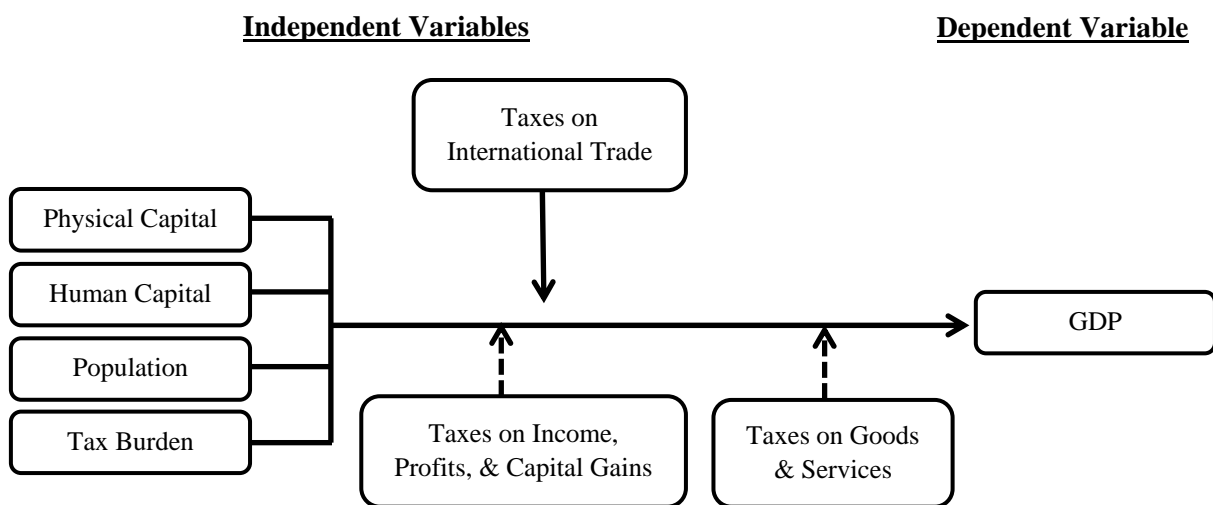 Independent Variables
Dependent Variable
Taxes on
International Trade
Physical Capital
Human Capital
Population
Tax Burden
GDP
Taxes on Income,
Profits, & Capital Gains
Taxes on Goods
& Services